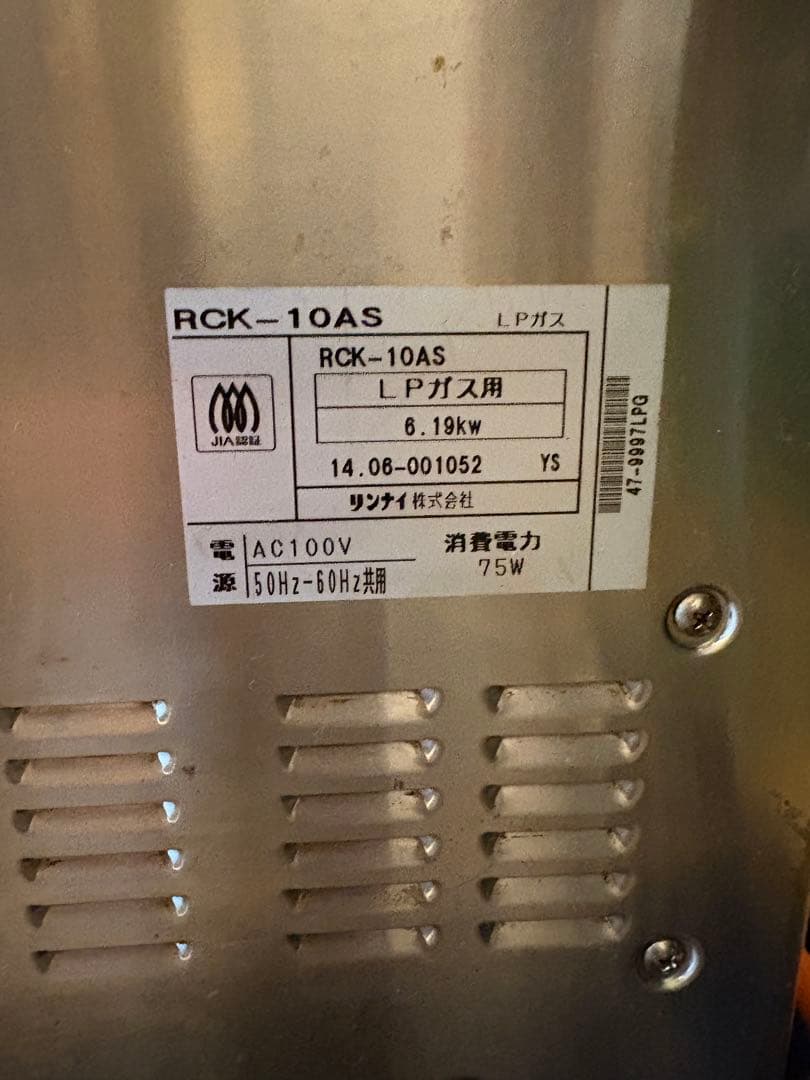 RCK-10AS LPガス
JIA認証
RCK-10AS
LPガス用
6.19kw
14.06-001052 YS
リンナイ株式会社
47-9997LPG
電源 AC100V
50Hz-60Hz共用
消費電力
75W